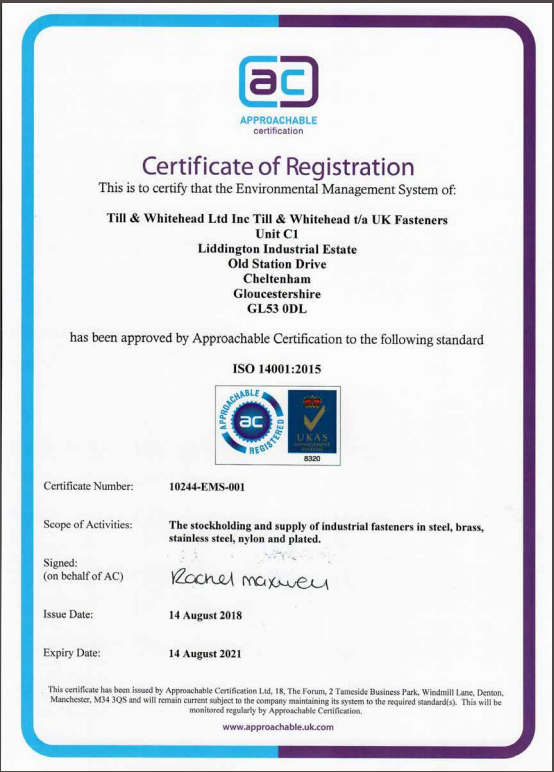 ac
APPROACHABLE
certification
Certificate of Registration
This is to certify that the Environmental Management System of:
Till & Whitehead Ltd Inc Till & Whitehead t/a UK Fasteners
Unit C1
Liddington Industrial Estate
Old Station Drive
Cheltenham
Gloucestershire
GL53 0DL
has been approved by Approachable Certification to the following standard
ISO 14001:2015
APPROACHABLE
ac
REGISTERED
UKAS
MANAGEMENT
SYSTEMS
8320
Certificate Number: 10244-EMS-001
Scope of Activities: The stockholding and supply of industrial fasteners in steel, brass,
stainless steel, nylon and plated.
Signed:
(on behalf of AC) Rachel Maxwell
Issue Date: 14 August 2018
Expiry Date: 14 August 2021
This certificate has been issued by Approachable Certification Ltd, 18, The Forum, 2 Tameside Business Park, Windmill Lane, Denton,
Manchester, M34 3QS and will remain current subject to the company maintaining its system to the required standard(s). This will be
monitored regularly by Approachable Certification.
www.approachable.uk.com